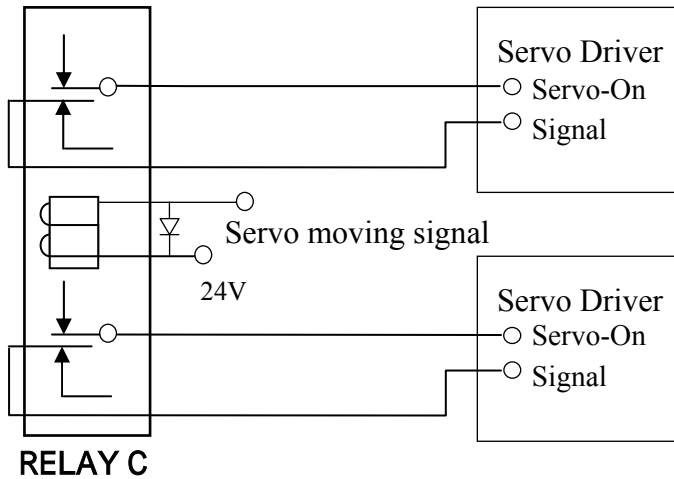 Servo Driver
Servo-On
Signal
Servo moving signal
24V
Servo Driver
Servo-On
Signal
RELAY C